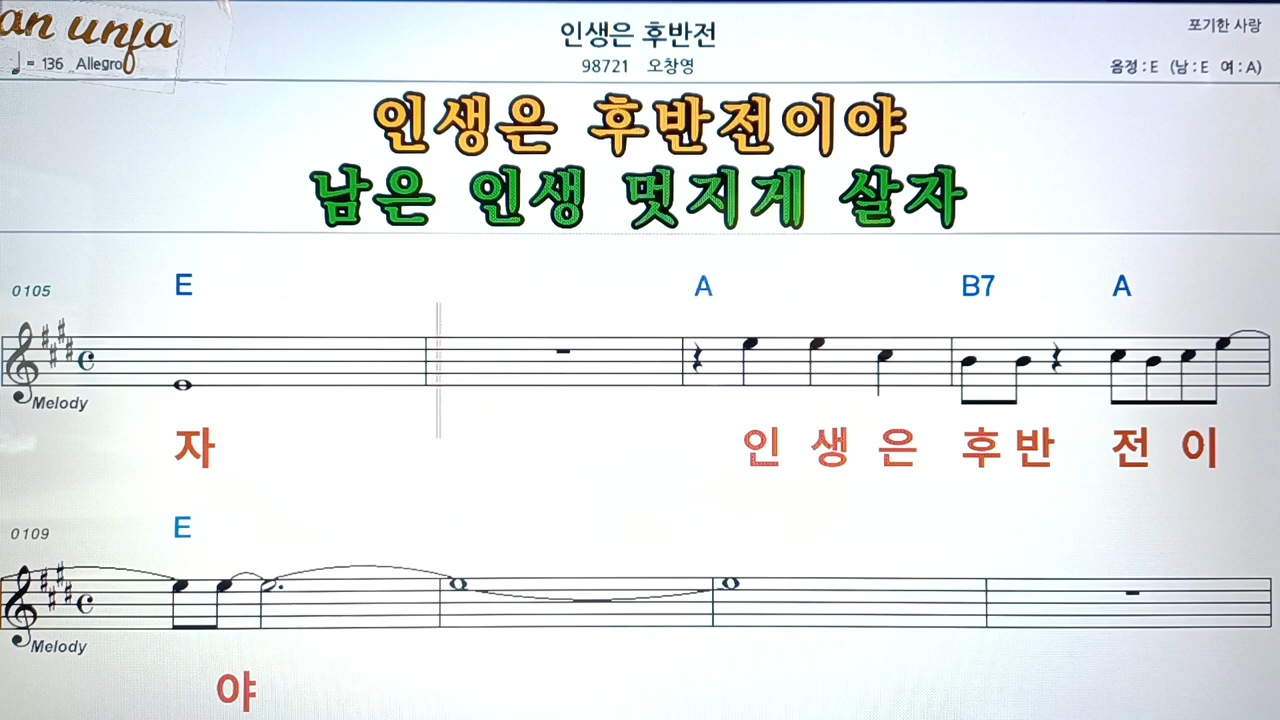 an unfa
인생은 후반전
포기한 사랑
♩ = 136 Allegro
98721 오창영
음정 : E (남 : E 여 : A)
인생은 후반전이야
남은 인생 멋지게 살자
0105
E A B7 A
Melody
자 인 생 은 후 반 전 이
0109
E
Melody
야